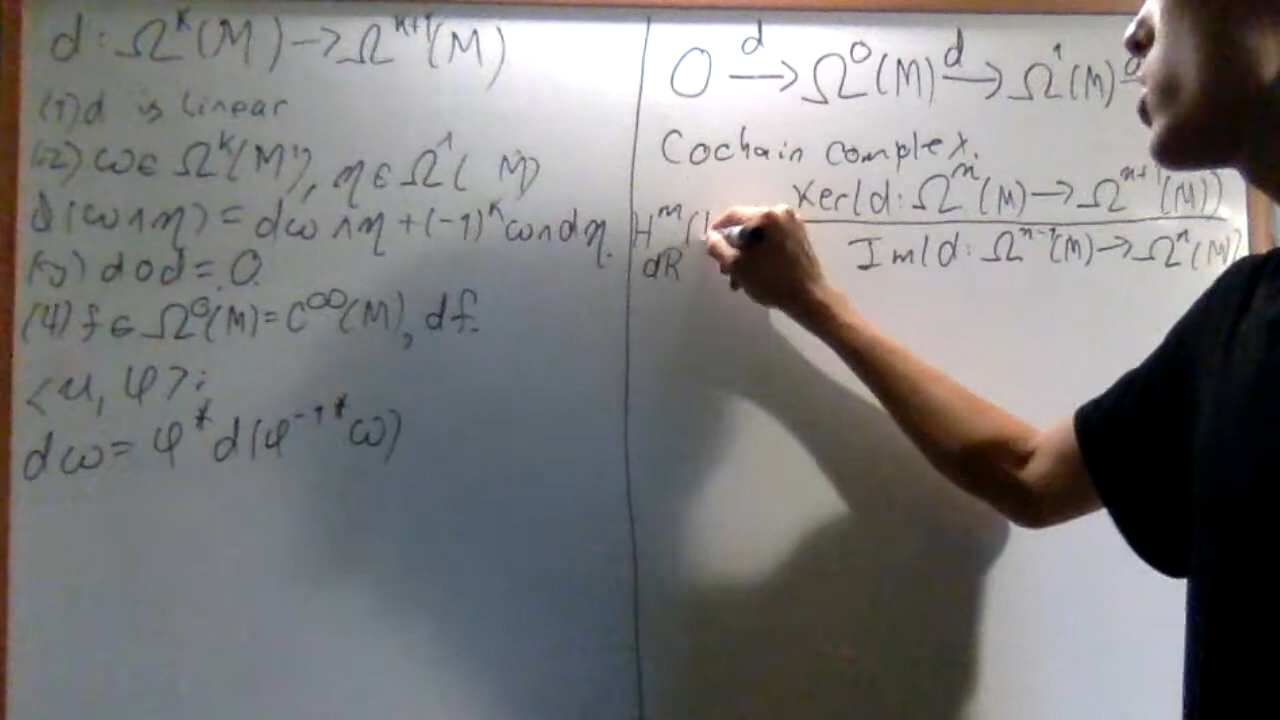 d: Ω^k(M) → Ω^{k+1}(M)
(1) d is linear
(2) ω ∈ Ω^k(M), η ∈ Ω^1(M)
d(ω∧η) = dω∧η + (-1)^k ω∧dη.
(3) d∘d = 0.
(4) f ∈ Ω^0(M) = C^∞(M), df.
<u, φ>:
dω = φ* d(φ^{-1*} ω)
0 →^d Ω^0(M) →^d Ω^1(M)
Cochain complex.
Ker(d: Ω^n(M) → Ω^{n+1}(M))
H^n_{dR}(
Im(d: Ω^{n-1}(M) → Ω^n(M)